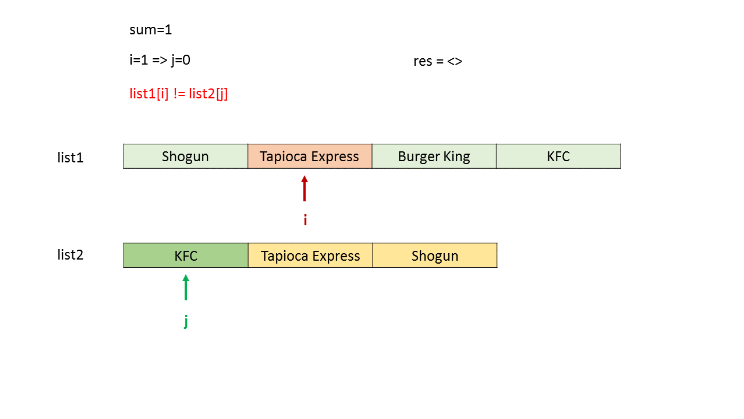 sum=1
i=1 => j=0
res = <>
list1[i] != list2[j]
list1
Shogun
Tapioca Express
Burger King
KFC
i
list2
KFC
Tapioca Express
Shogun
j